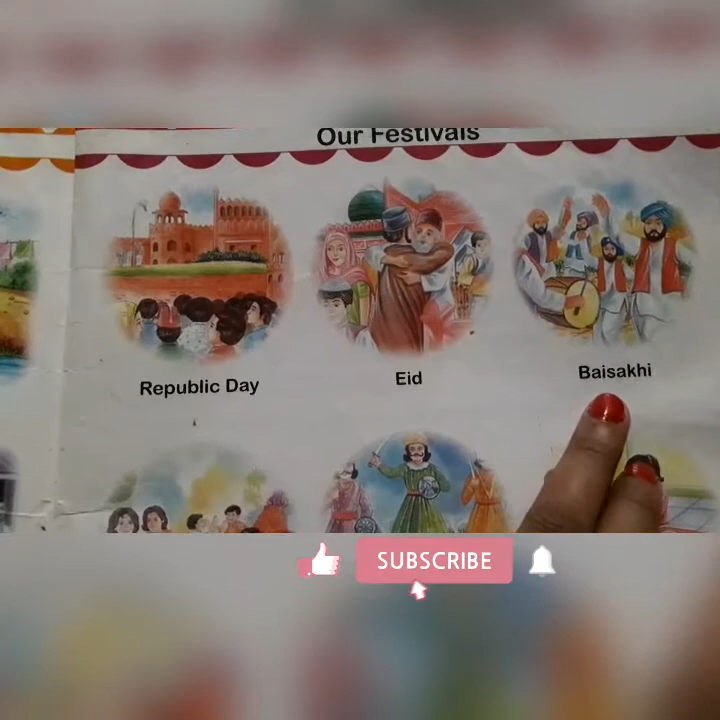 Our Festivals
Republic Day
Eid
Baisakhi
SUBSCRIBE